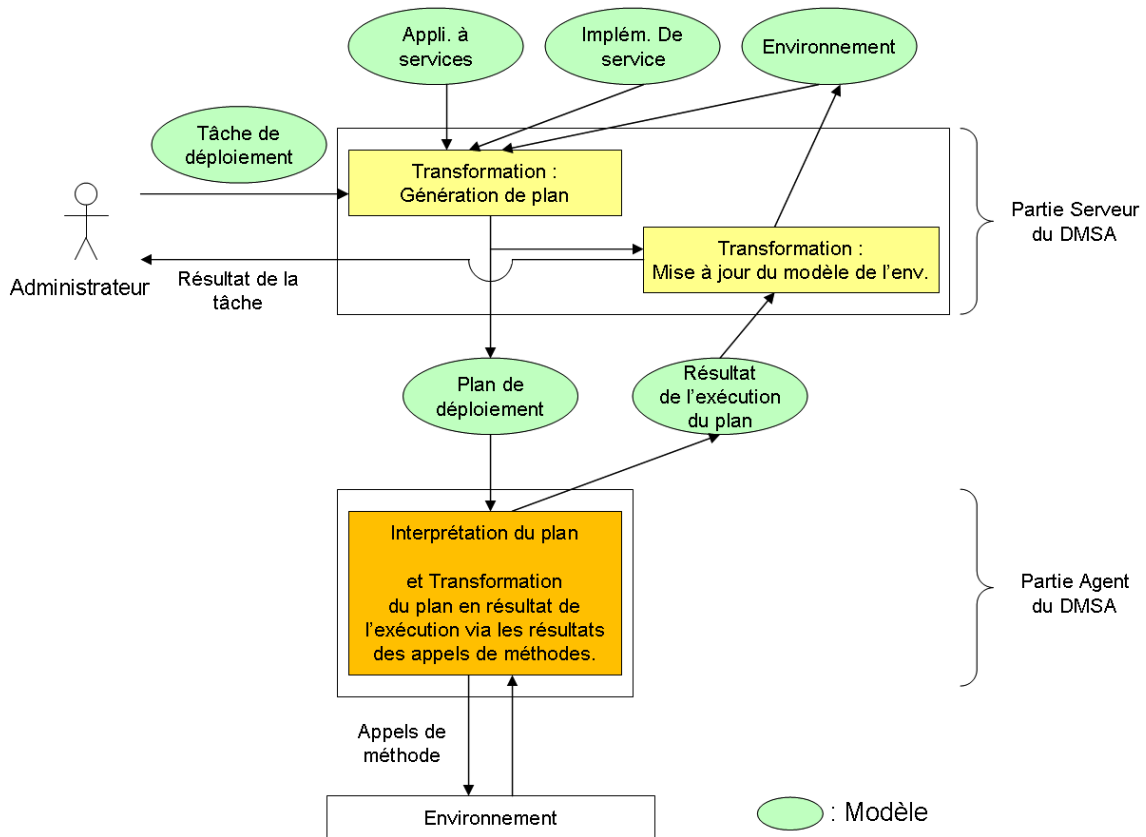 Appli. à
services
Implém. De
service
Environnement
Tâche de
déploiement
Transformation :
Génération de plan
Partie Serveur
du DMSA
Transformation :
Mise à jour du modèle de l'env.
Administrateur
Résultat de la
tâche
Plan de
déploiement
Résultat
de l'exécution
du plan
Interprétation du plan
et Transformation
du plan en résultat de
l'exécution via les résultats
des appels de méthodes.
Partie Agent
du DMSA
Appels de
méthode
Environnement
: Modèle